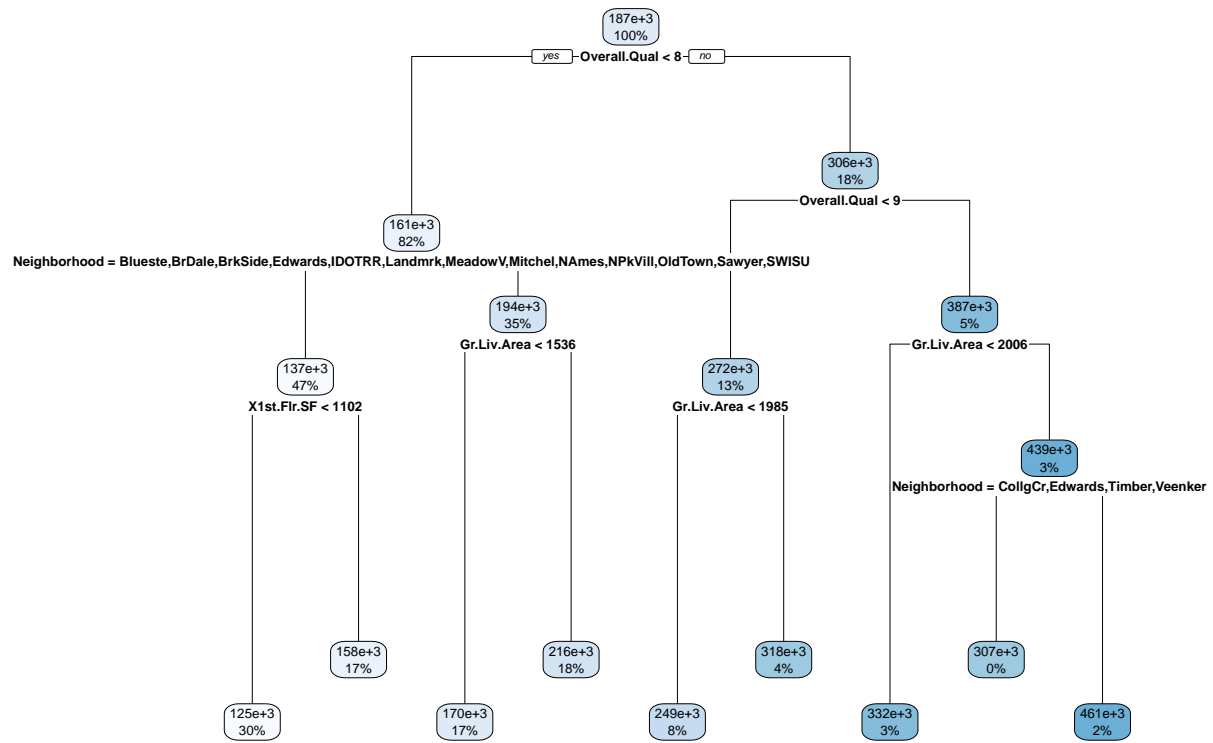 187e+3
100%
yes Overall.Qual < 8 no
306e+3
18%
Overall.Qual < 9
161e+3
82%
Neighborhood = Blueste,BrDale,BrkSide,Edwards,IDOTRR,Landmrk,MeadowV,Mitchel,NAmes,NPkVill,OldTown,Sawyer,SWISU
194e+3
35%
Gr.Liv.Area < 1536
387e+3
5%
Gr.Liv.Area < 2006
137e+3
47%
X1st.Flr.SF < 1102
272e+3
13%
Gr.Liv.Area < 1985
439e+3
3%
Neighborhood = CollgCr,Edwards,Timber,Veenker
158e+3
17%
216e+3
18%
318e+3
4%
307e+3
0%
125e+3
30%
170e+3
17%
249e+3
8%
332e+3
3%
461e+3
2%